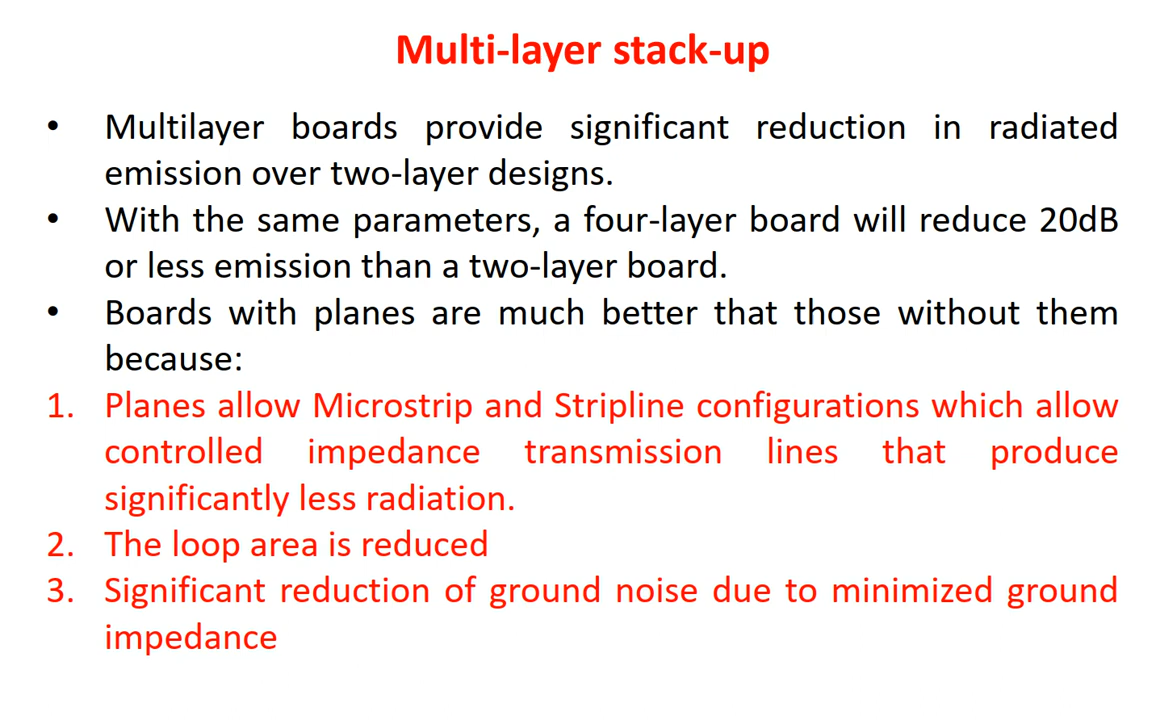 Multi-layer stack-up
• Multilayer boards provide significant reduction in radiated
emission over two-layer designs.
• With the same parameters, a four-layer board will reduce 20dB
or less emission than a two-layer board.
• Boards with planes are much better that those without them
because:
1. Planes allow Microstrip and Stripline configurations which allow
controlled impedance transmission lines that produce
significantly less radiation.
2. The loop area is reduced
3. Significant reduction of ground noise due to minimized ground
impedance